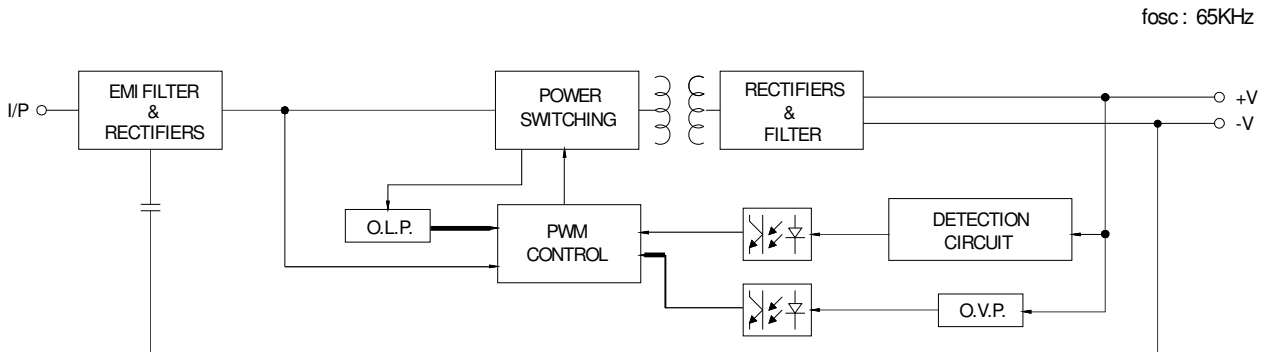 fosc : 65KHz
I/P
EMI FILTER
&
RECTIFIERS
POWER
SWITCHING
RECTIFIERS
&
FILTER
+V
-V
O.L.P.
PWM
CONTROL
DETECTION
CIRCUIT
O.V.P.